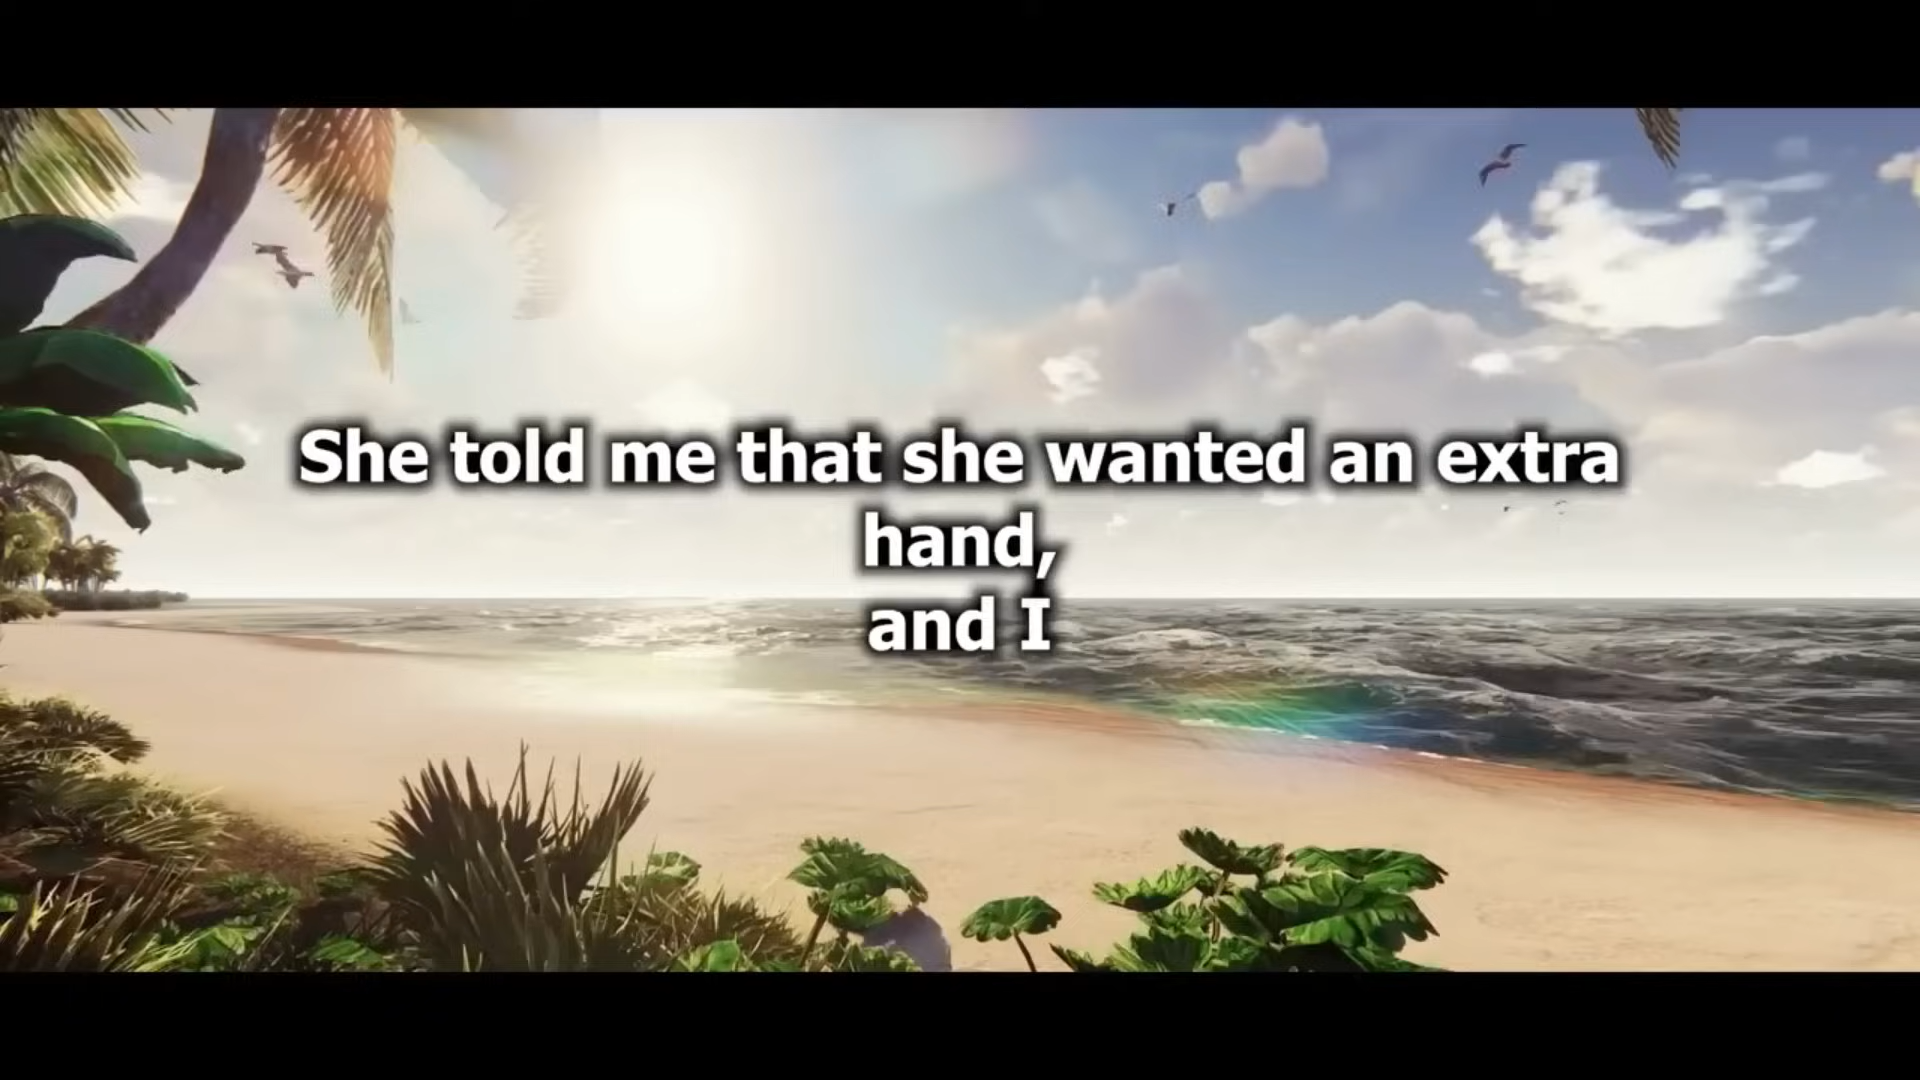 She told me that she wanted an extra
hand,
and I